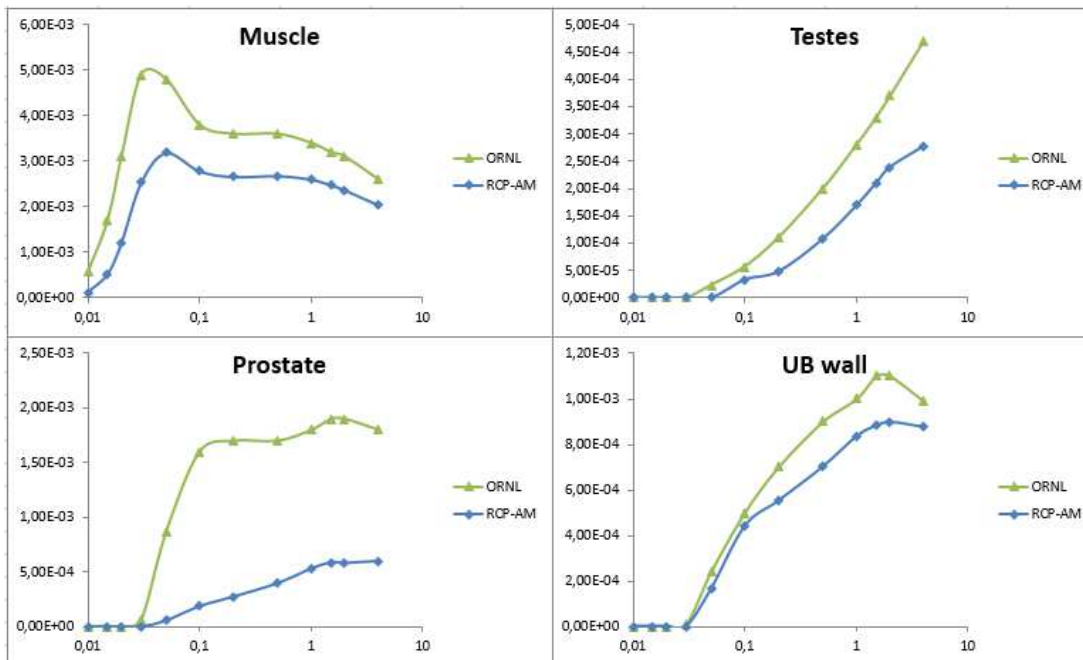 Muscle
6,00E-03
5,00E-03
4,00E-03
3,00E-03
2,00E-03
1,00E-03
0,00E+00
0,01 0,1 1 10
ORNL
RCP-AM
Testes
5,00E-04
4,50E-04
4,00E-04
3,50E-04
3,00E-04
2,50E-04
2,00E-04
1,50E-04
1,00E-04
5,00E-05
0,00E+00
0,01 0,1 1 10
ORNL
RCP-AM
Prostate
2,50E-03
2,00E-03
1,50E-03
1,00E-03
5,00E-04
0,00E+00
0,01 0,1 1 10
ORNL
RCP-AM
UB wall
1,20E-03
1,00E-03
8,00E-04
6,00E-04
4,00E-04
2,00E-04
0,00E+00
0,01 0,1 1 10
ORNL
RCP-AM